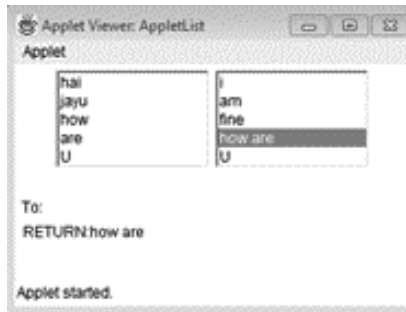 Applet Viewer: AppletList
Applet
hai
jayu
how
are
U
i
am
fine
how are
U
To:
RETURN:how are
Applet started.